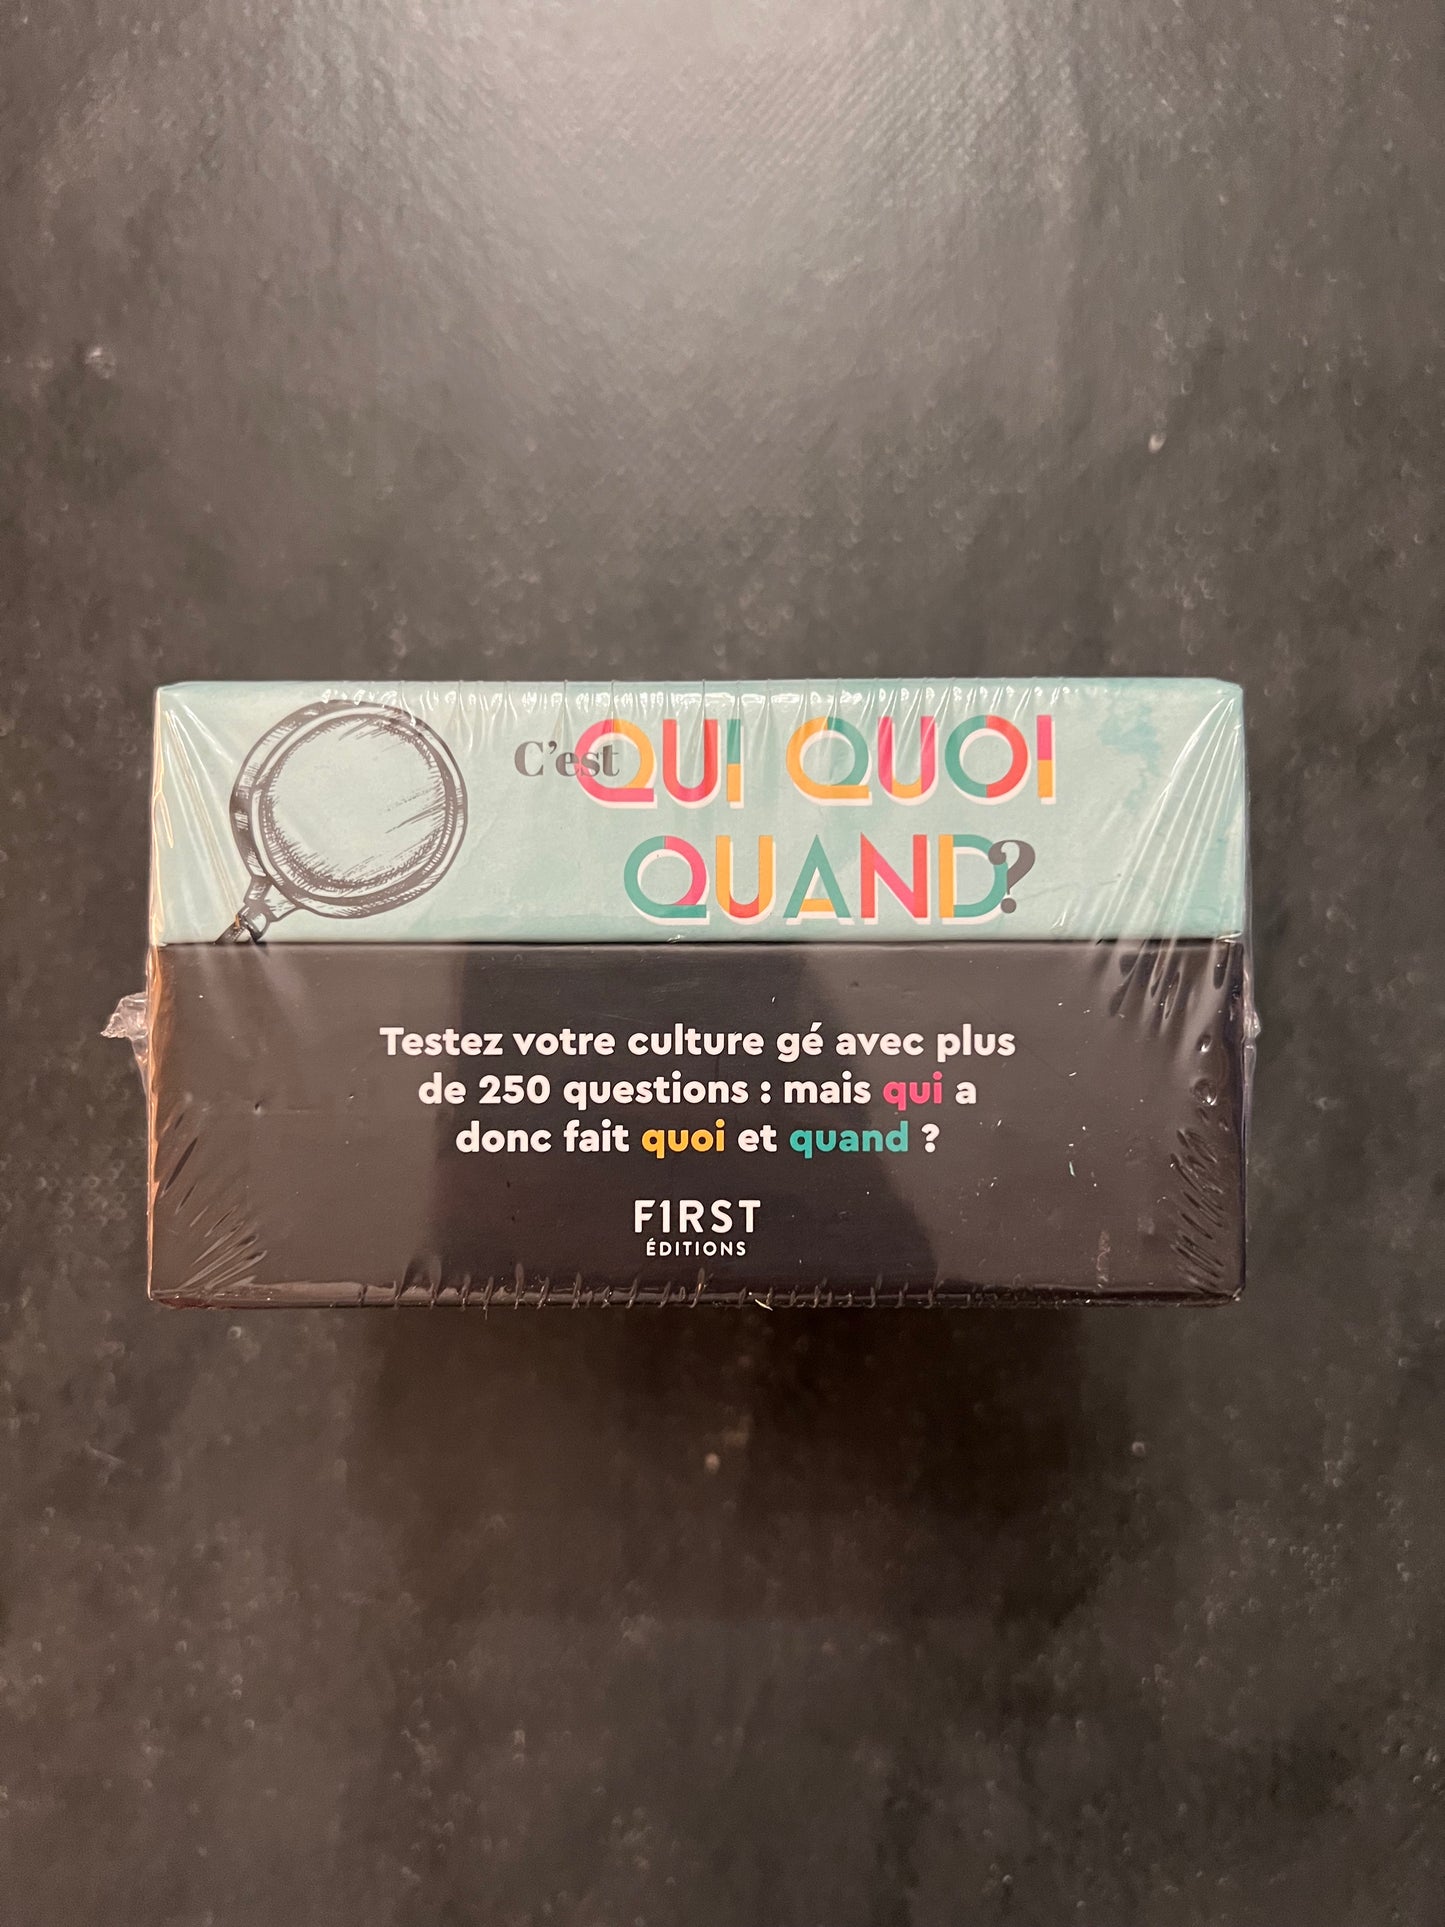 C'est QUI QUOI
QUAND ?
Testez votre culture gé avec plus
de 250 questions : mais qui a
donc fait quoi et quand ?
F1RST
ÉDITIONS